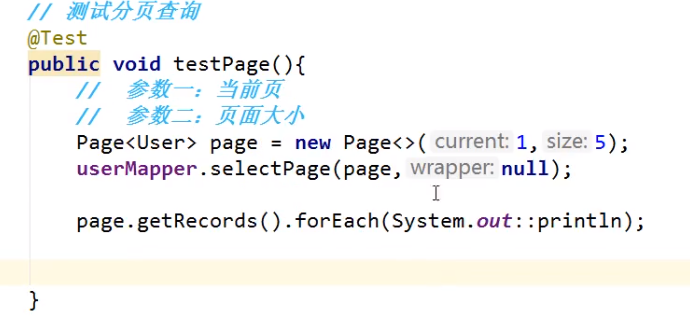 // 测试分页查询
@Test
public void testPage(){
// 参数一：当前页
// 参数二：页面大小
Page<User> page = new Page<>( current: 1, size: 5);
userMapper.selectPage(page, wrapper: null);
page.getRecords().forEach(System.out::println);
}